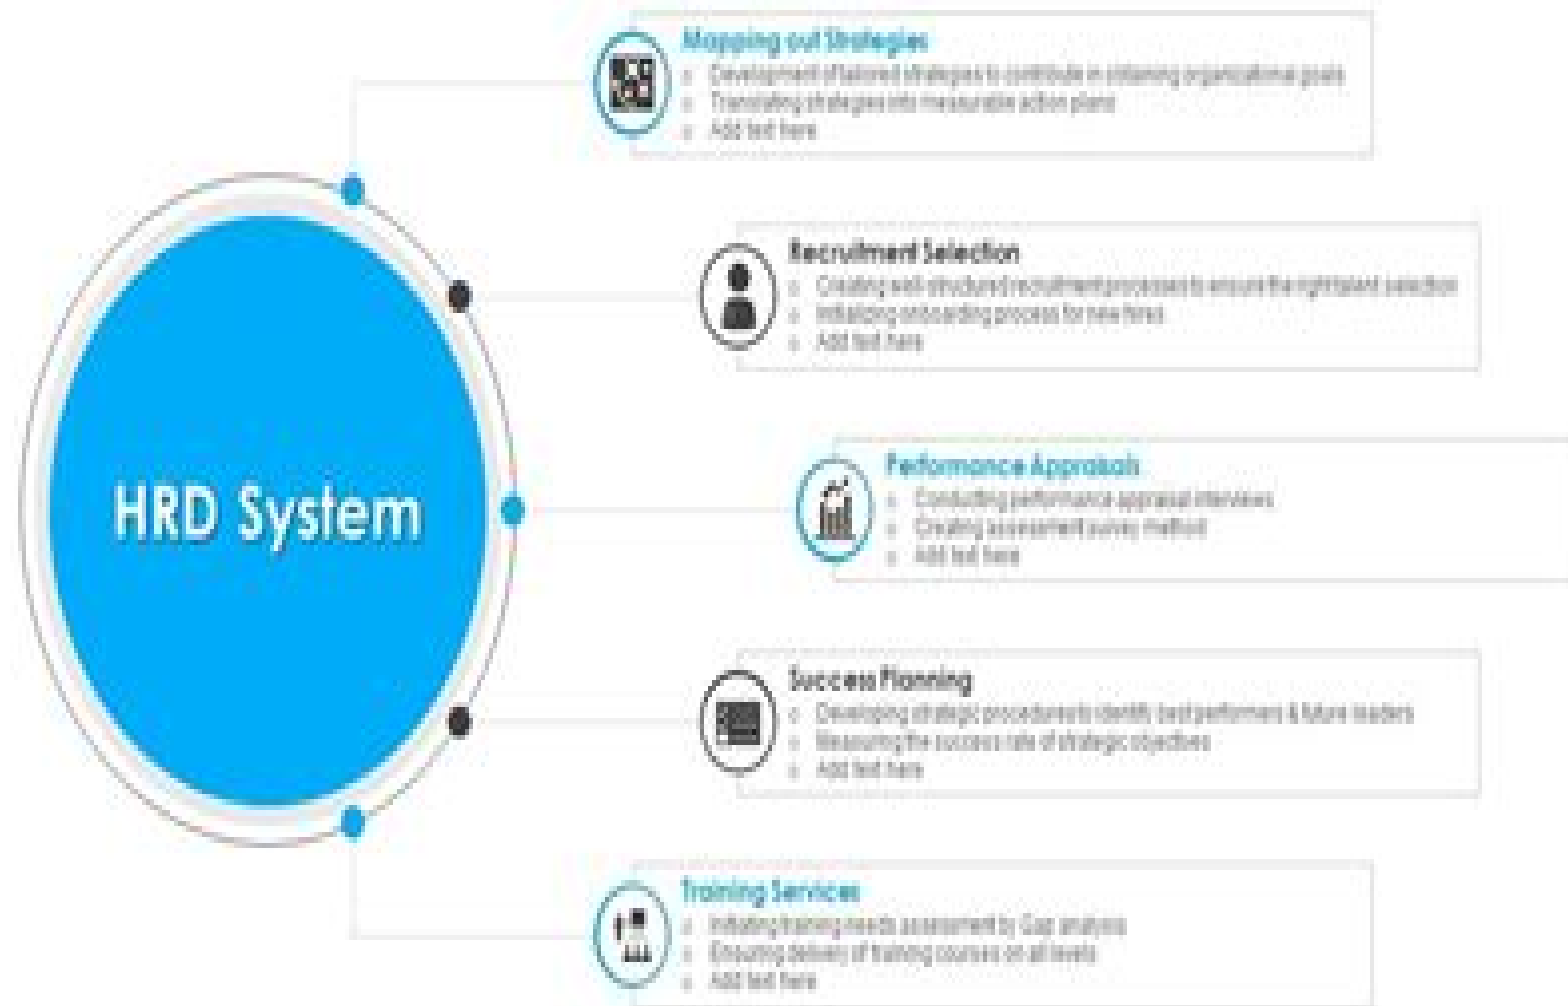 Mapping out Strategies
Development of tailored strategies to contribute in obtaining organizational goals
Translating strategies into measurable action plans
Add text here
Recruitment Selection
Creating well-structured recruitment processes to ensure the right talent selection
Initializing onboarding process for new hires
Add text here
HRD System
Performance Appraisals
Conducting performance appraisal interviews
Creating assessment survey method
Add text here
Success Planning
Developing strategic procedures to identify best performers & future leaders
Measuring the success rate of strategic objectives
Add text here
Training Services
Initiating training needs assessment by Gap analysis
Ensuring delivery of training courses on all levels
Add text here